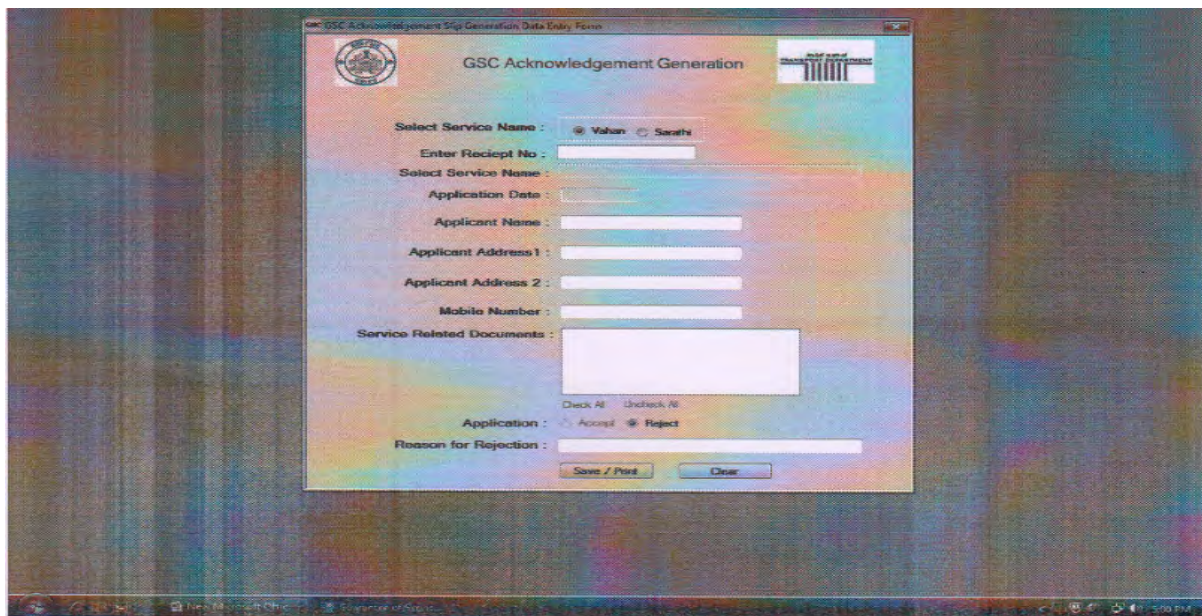 GSC Acknowledgement Slip Generation Data Entry Form
GSC Acknowledgement Generation
TRANSPORT DEPARTMENT
Select Service Name : Vahan Sarathi
Enter Reciept No :
Select Service Name :
Application Date :
Applicant Name :
Applicant Address1 :
Applicant Address 2 :
Mobile Number :
Service Related Documents :
Check All Uncheck All
Application : Accept Reject
Reason for Rejection :
Save / Print Clear